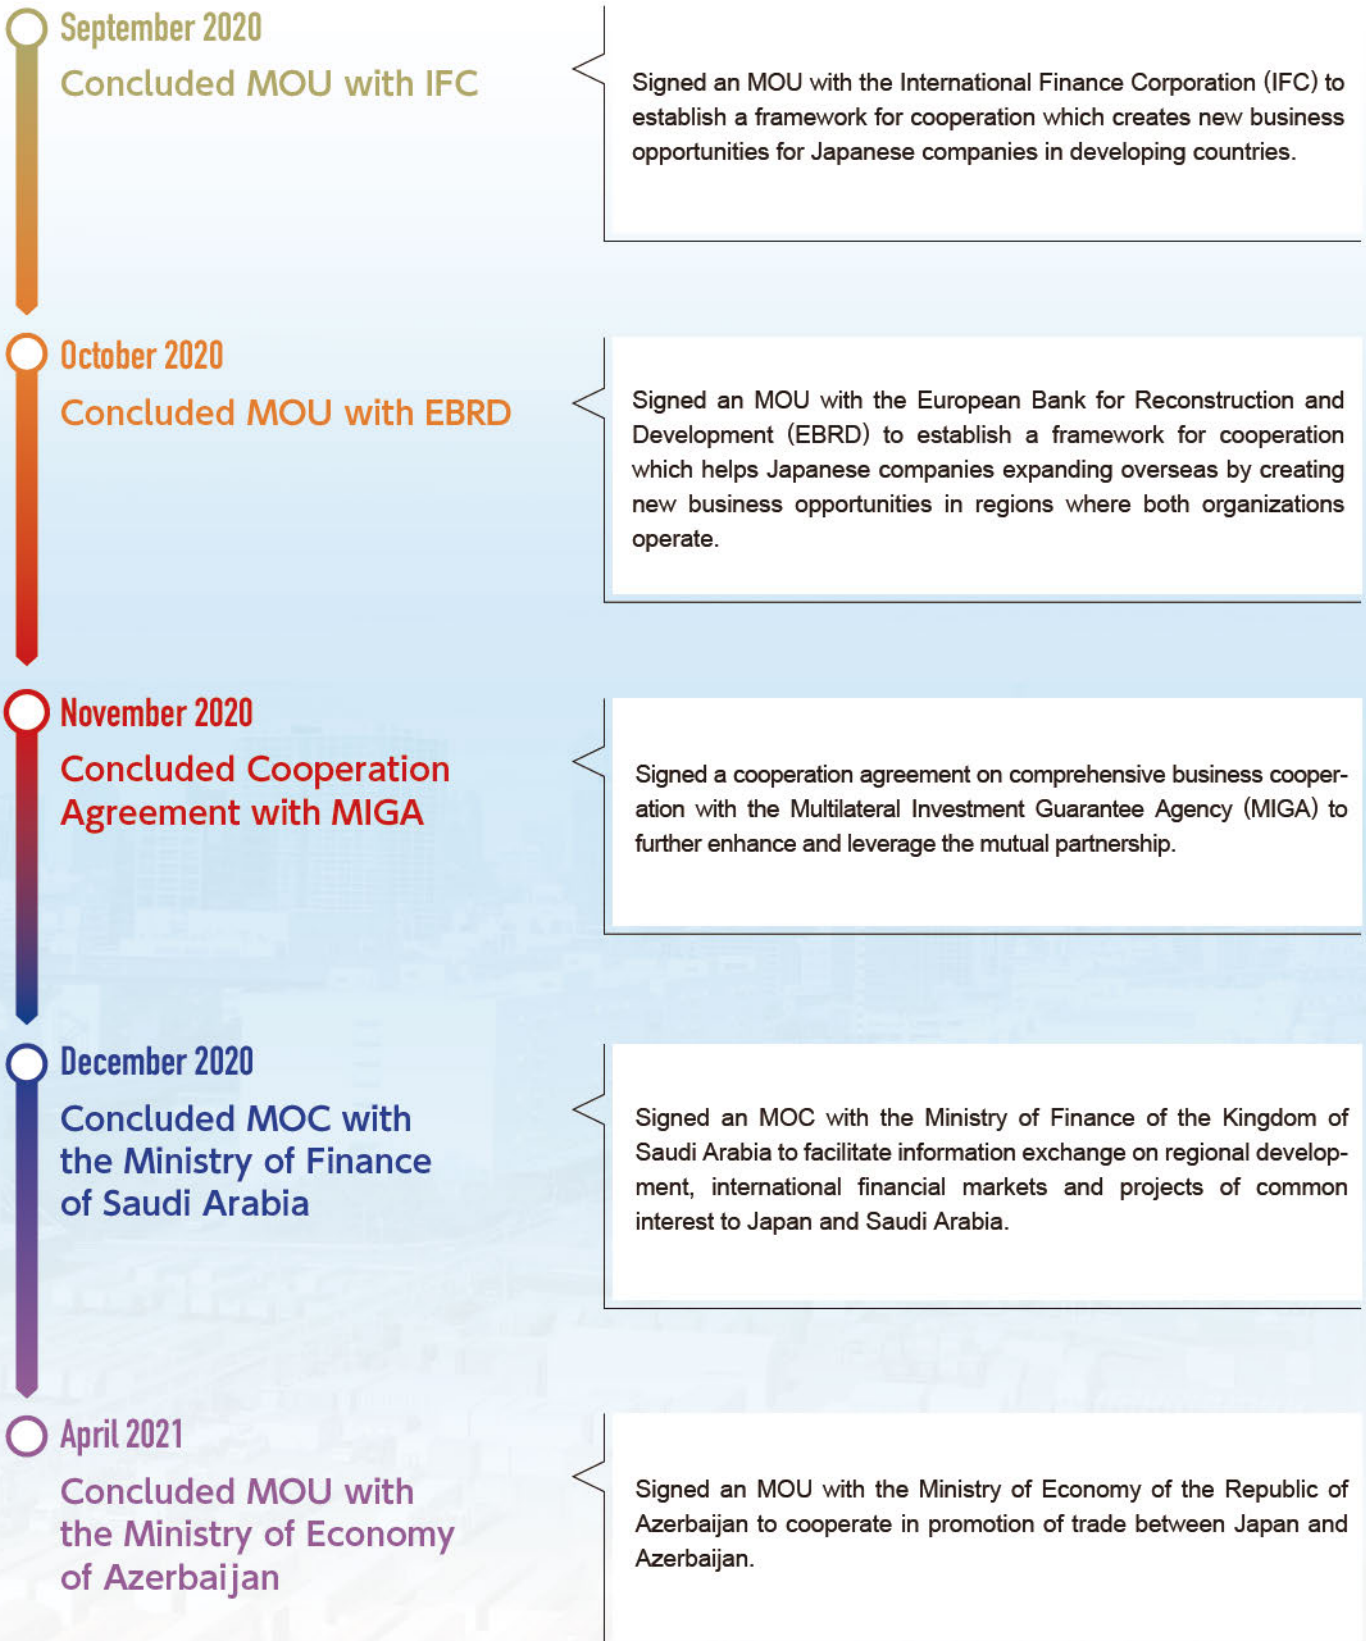 September 2020
Concluded MOU with IFC
Signed an MOU with the International Finance Corporation (IFC) to
establish a framework for cooperation which creates new business
opportunities for Japanese companies in developing countries.
October 2020
Concluded MOU with EBRD
Signed an MOU with the European Bank for Reconstruction and
Development (EBRD) to establish a framework for cooperation
which helps Japanese companies expanding overseas by creating
new business opportunities in regions where both organizations
operate.
November 2020
Concluded Cooperation
Agreement with MIGA
Signed a cooperation agreement on comprehensive business cooper-
ation with the Multilateral Investment Guarantee Agency (MIGA) to
further enhance and leverage the mutual partnership.
December 2020
Concluded MOC with
the Ministry of Finance
of Saudi Arabia
Signed an MOC with the Ministry of Finance of the Kingdom of
Saudi Arabia to facilitate information exchange on regional develop-
ment, international financial markets and projects of common
interest to Japan and Saudi Arabia.
April 2021
Concluded MOU with
the Ministry of Economy
of Azerbaijan
Signed an MOU with the Ministry of Economy of the Republic of
Azerbaijan to cooperate in promotion of trade between Japan and
Azerbaijan.